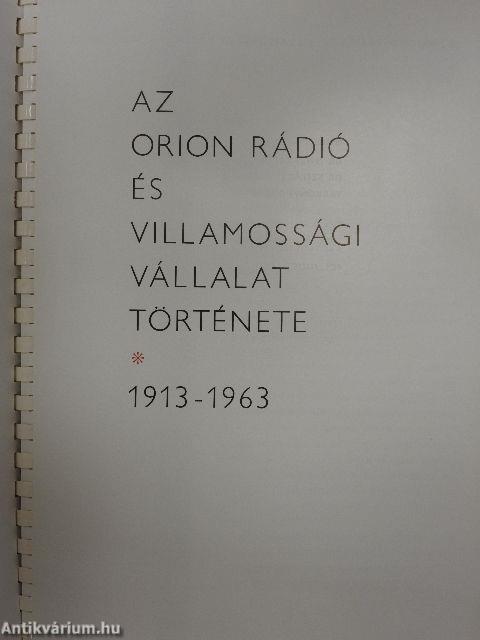 AZ
ORION RÁDIÓ
ÉS
VILLAMOSSÁGI
VÁLLALAT
TÖRTÉNETE
※
1913-1963
Antikvárium.hu